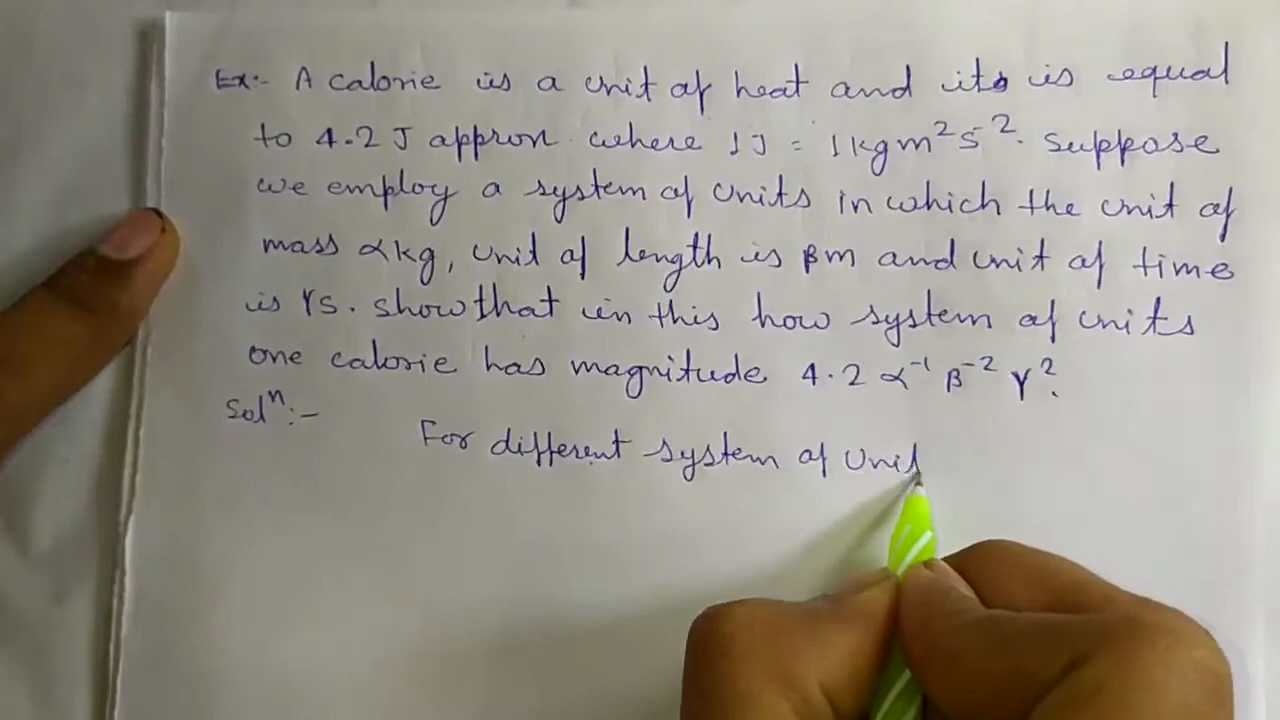 Ex:- A calorie is a unit of heat and its is equal
to 4.2 J appron. where 1J = 1kgm²s⁻². suppose
we employ a system of units in which the unit of
mass αkg, unit of length is βm and unit of time
is γs. show that in this how system of units
one calorie has magnitude 4.2 α⁻¹ β⁻² γ².
Solⁿ:-
For different system of Unit